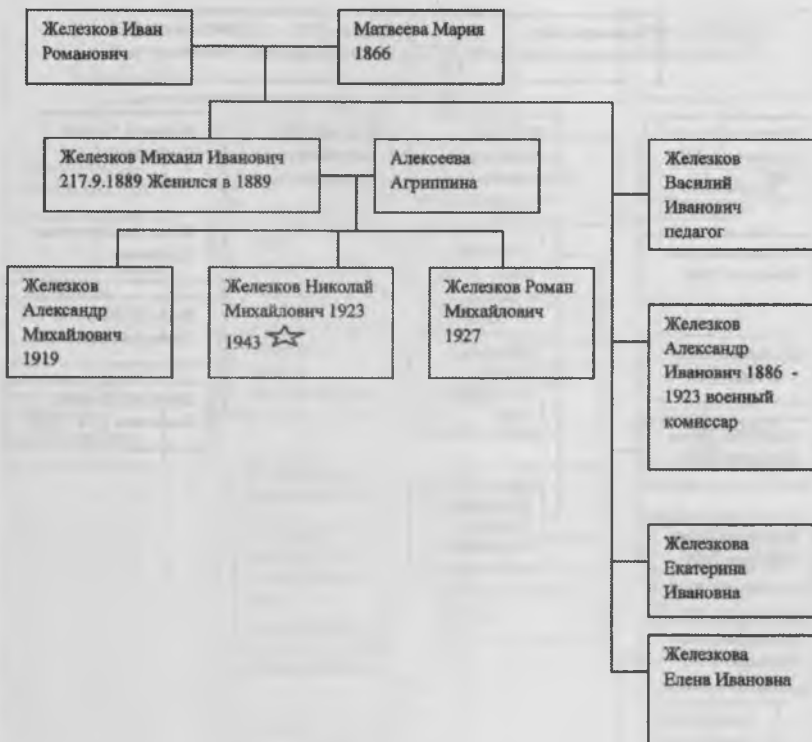 Железков Иван
Романович
Матвеева Мария
1866
Железков Михаил Иванович
217.9.1889 Женился в 1889
Алексеева
Агриппина
Железков
Василий
Иванович
педагог
Железков
Александр
Михайлович
1919
Железков Николай
Михайлович 1923
1943
Железков Роман
Михайлович
1927
Железков
Александр
Иванович 1886 -
1923 военный
комиссар
Железкова
Екатерина
Ивановна
Железкова
Елена Ивановна